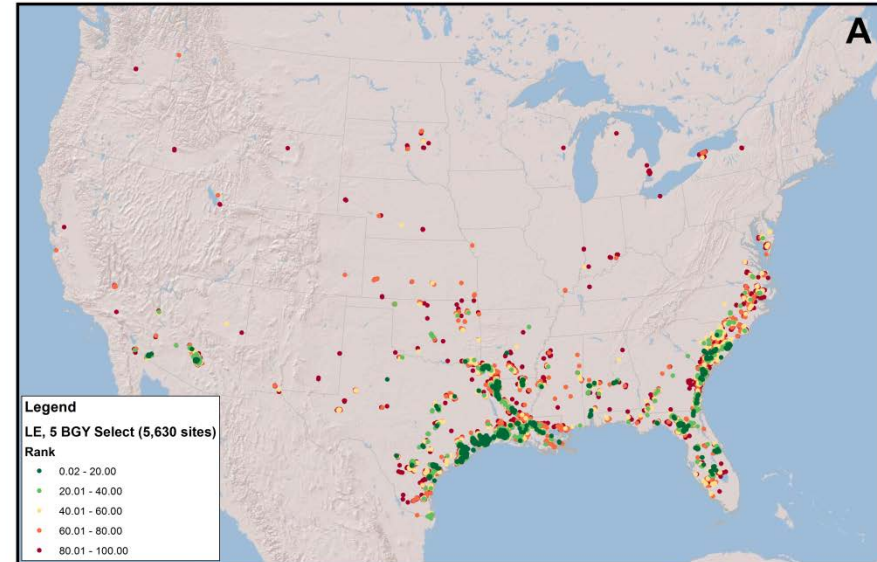 A
Legend
LE, 5 BGY Select (5,630 sites)
Rank
0.02 - 20.00
20.01 - 40.00
40.01 - 60.00
60.01 - 80.00
80.01 - 100.00